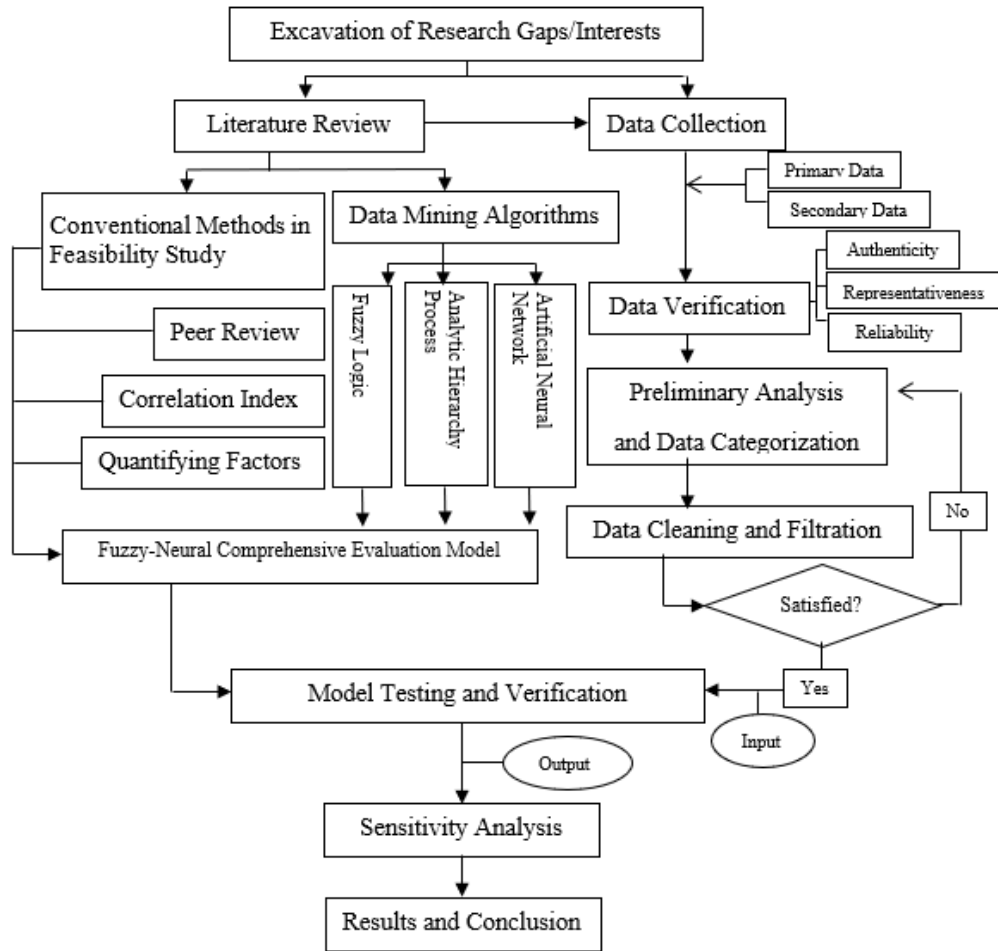 Excavation of Research Gaps/Interests
Literature Review
Data Collection
Primary Data
Secondary Data
Conventional Methods in
Feasibility Study
Data Mining Algorithms
Authenticity
Representativeness
Reliability
Data Verification
Peer Review
Correlation Index
Quantifying Factors
Fuzzy Logic
Analytic Hierarchy
Process
Artificial Neural
Network
Preliminary Analysis
and Data Categorization
No
Data Cleaning and Filtration
Fuzzy-Neural Comprehensive Evaluation Model
Satisfied?
Yes
Model Testing and Verification
Input
Output
Sensitivity Analysis
Results and Conclusion